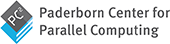 PC²
Paderborn Center for
Parallel Computing